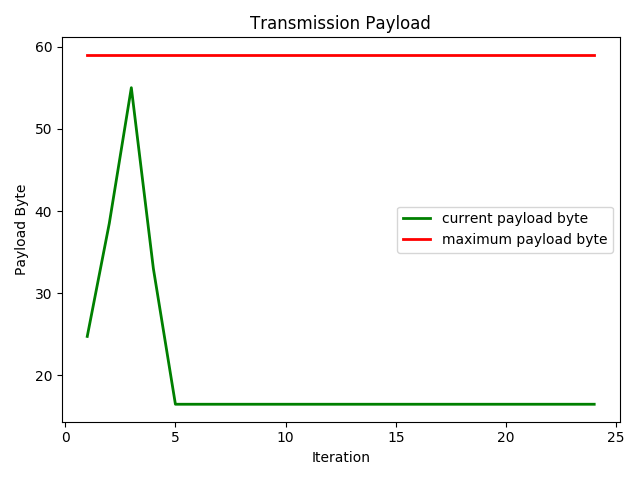 Transmission Payload
Payload Byte
60
50
40
30
20
current payload byte
maximum payload byte
0 5 10 15 20 25
Iteration